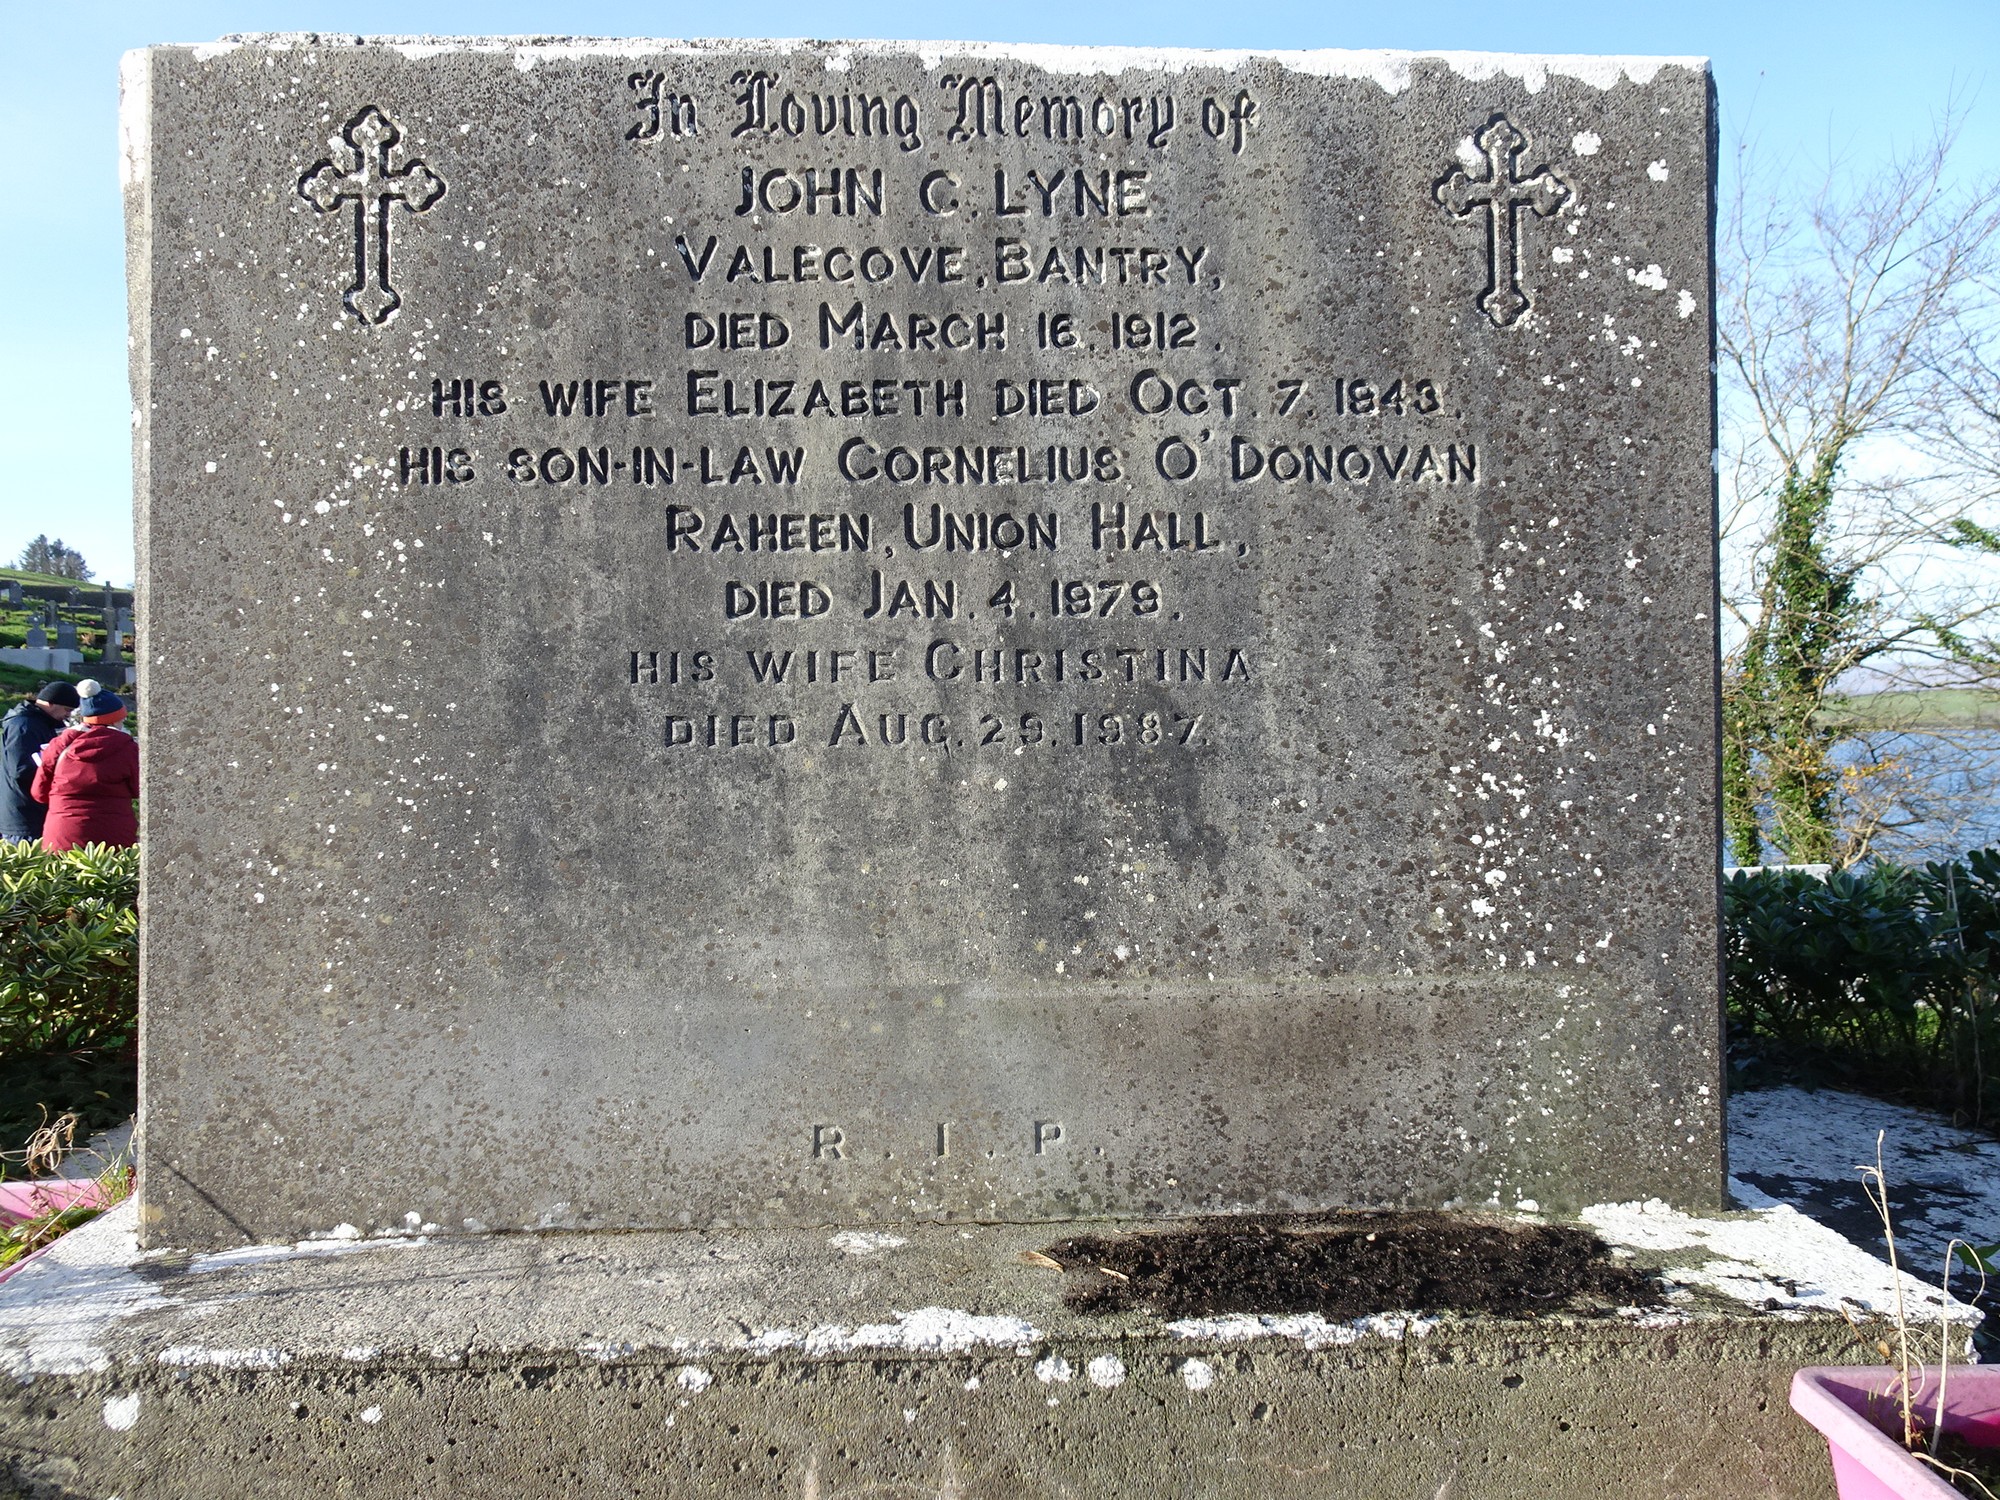 In Loving Memory of
JOHN C. LYNE
VALECOVE, BANTRY,
DIED MARCH 16, 1912.
HIS WIFE ELIZABETH DIED OCT. 7, 1943.
HIS SON-IN-LAW CORNELIUS O'DONOVAN
RAHEEN, UNION HALL,
DIED JAN. 4, 1979.
HIS WIFE CHRISTINA
DIED AUG. 29, 1987.
R. I. P.